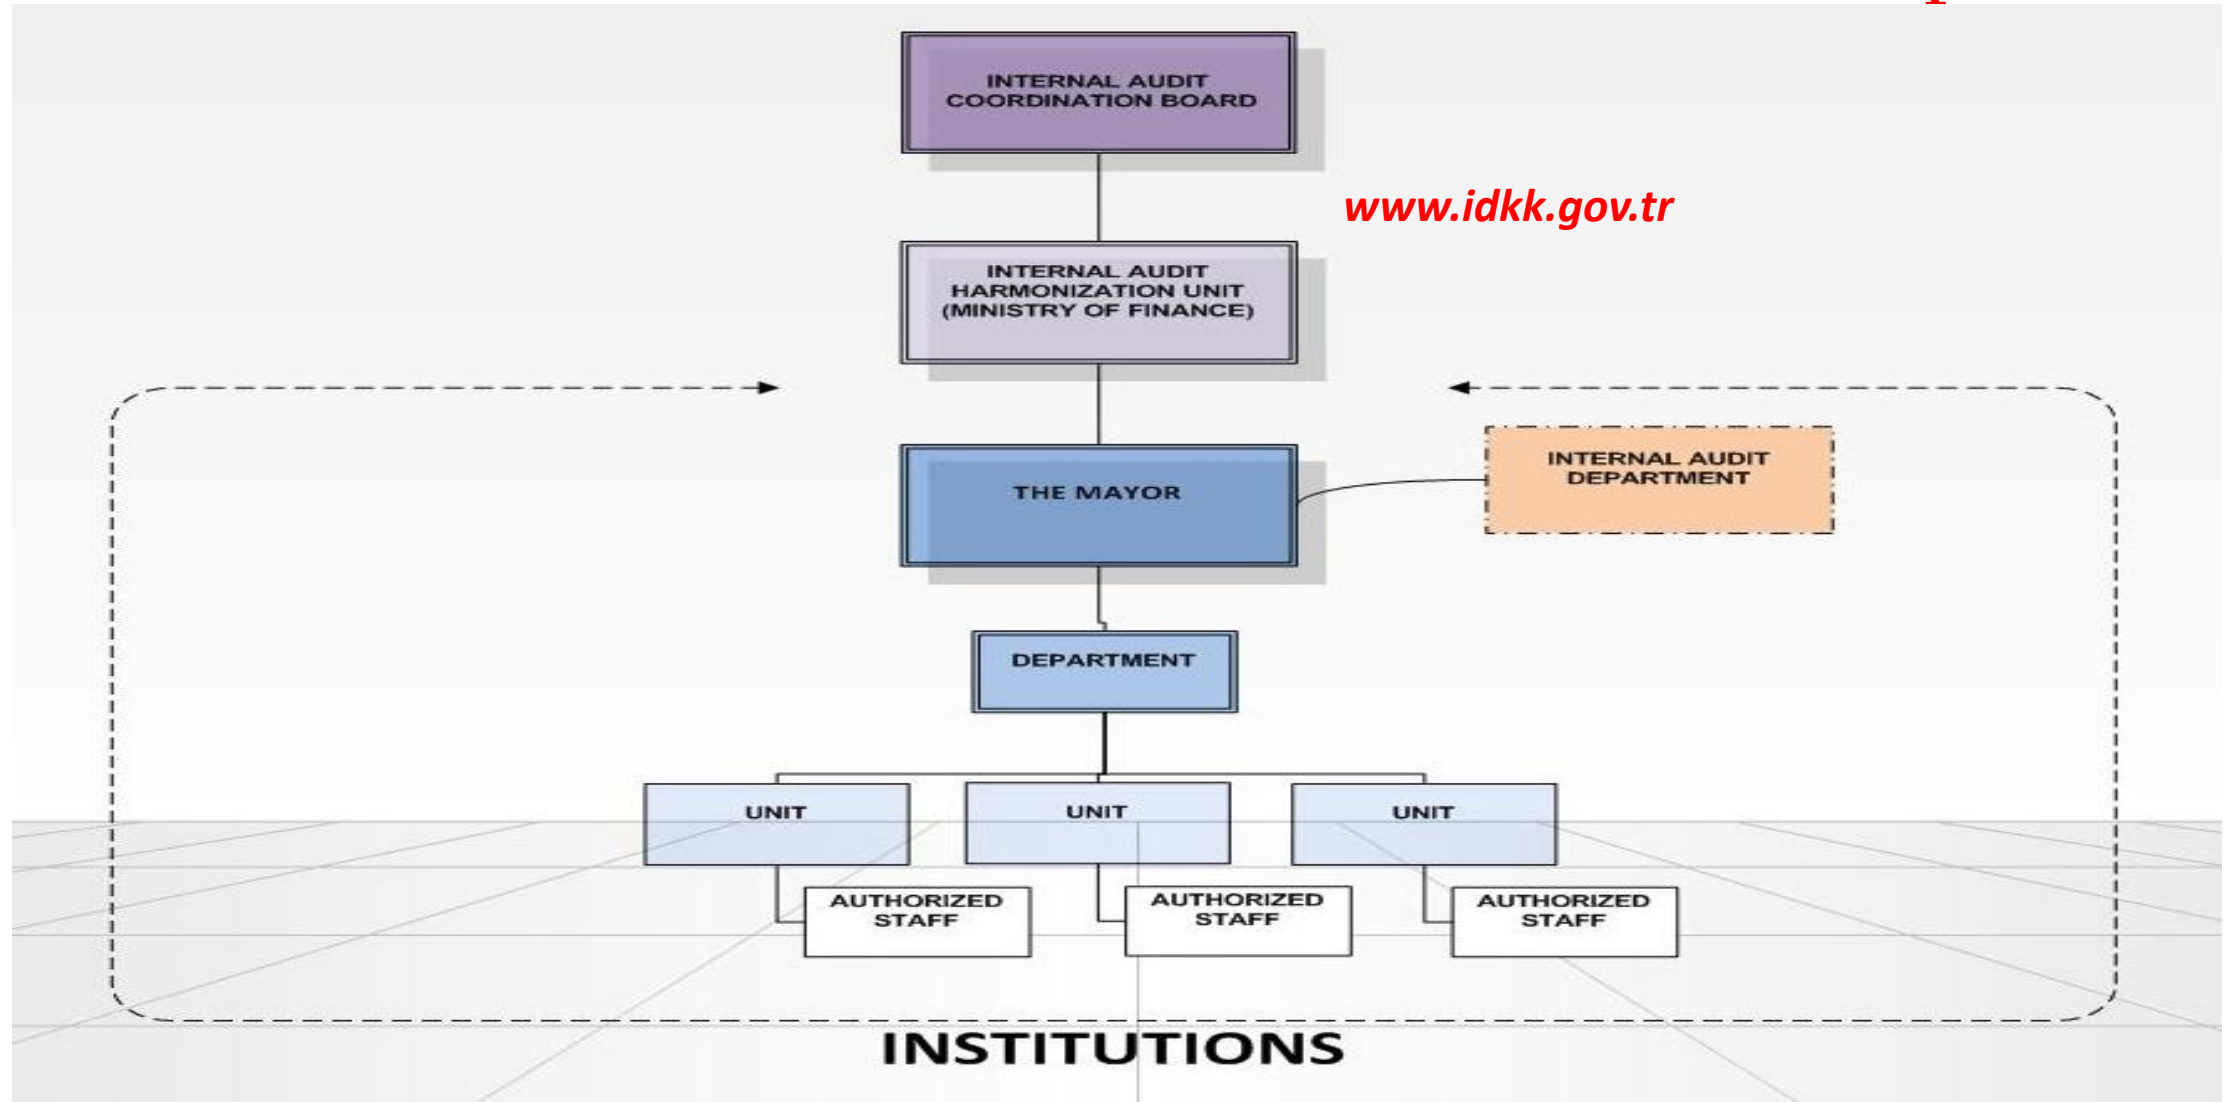 INTERNAL AUDIT
COORDINATION BOARD
www.idkk.gov.tr
INTERNAL AUDIT
HARMONIZATION UNIT
(MINISTRY OF FINANCE)
INTERNAL AUDIT
DEPARTMENT
THE MAYOR
DEPARTMENT
UNIT
UNIT
UNIT
AUTHORIZED
STAFF
AUTHORIZED
STAFF
AUTHORIZED
STAFF
INSTITUTIONS